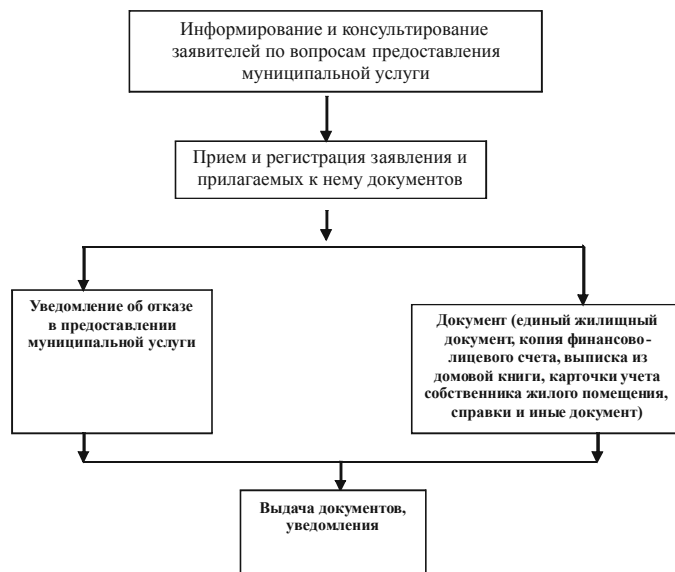 Информирование и консультирование
заявителей по вопросам предоставления
муниципальной услуги
Прием и регистрация заявления и
прилагаемых к нему документов
Уведомление об отказе
в предоставлении
муниципальной услуги
Документ (единый жилищный
документ, копия финансово-
лицевого счета, выписка из
домовой книги, карточки учета
собственника жилого помещения,
справки и иные документ)
Выдача документов,
уведомления